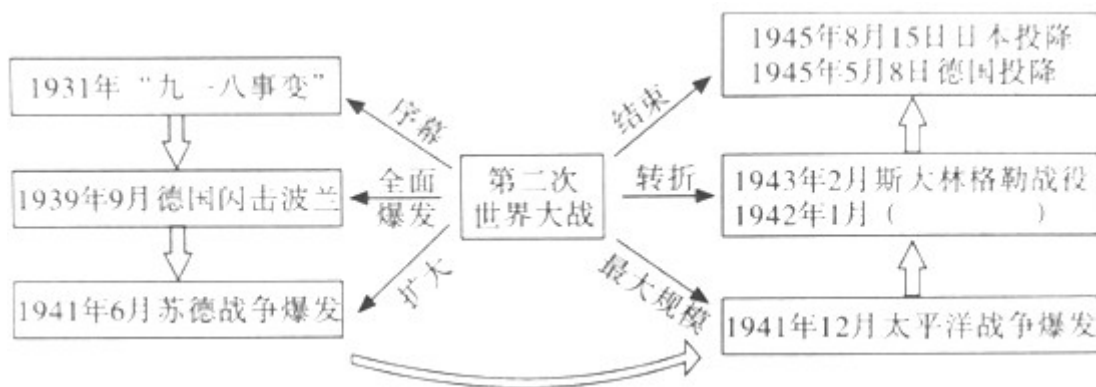 1931年“九一八事变”
1939年9月德国闪击波兰
1941年6月苏德战争爆发
序幕
全面
爆发
扩大
第二次
世界大战
结束
转折
最大规模
1945年8月15日日本投降
1945年5月8日德国投降
1943年2月斯大林格勒战役
1942年1月（ ）
1941年12月太平洋战争爆发